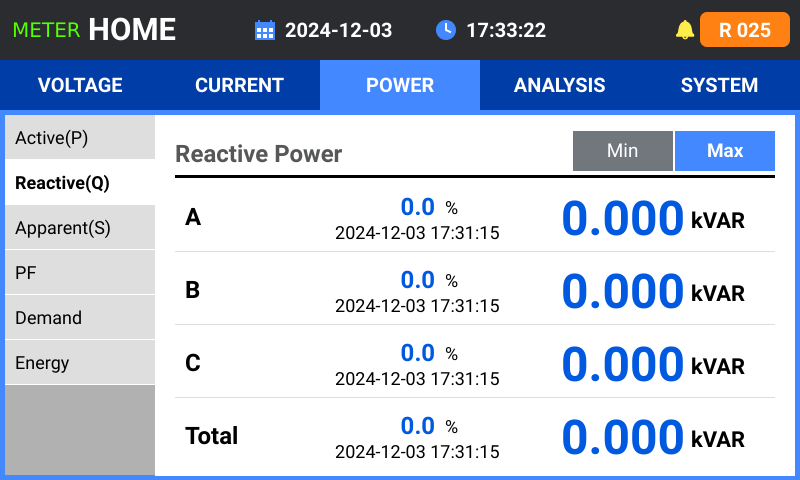 METER HOME 2024-12-03 17:33:22 R 025
VOLTAGE CURRENT POWER ANALYSIS SYSTEM
Active(P)
Reactive(Q)
Apparent(S)
PF
Demand
Energy
Reactive Power Min Max
A 0.0 % 0.000 kVAR
2024-12-03 17:31:15
B 0.0 % 0.000 kVAR
2024-12-03 17:31:15
C 0.0 % 0.000 kVAR
2024-12-03 17:31:15
Total 0.0 % 0.000 kVAR
2024-12-03 17:31:15